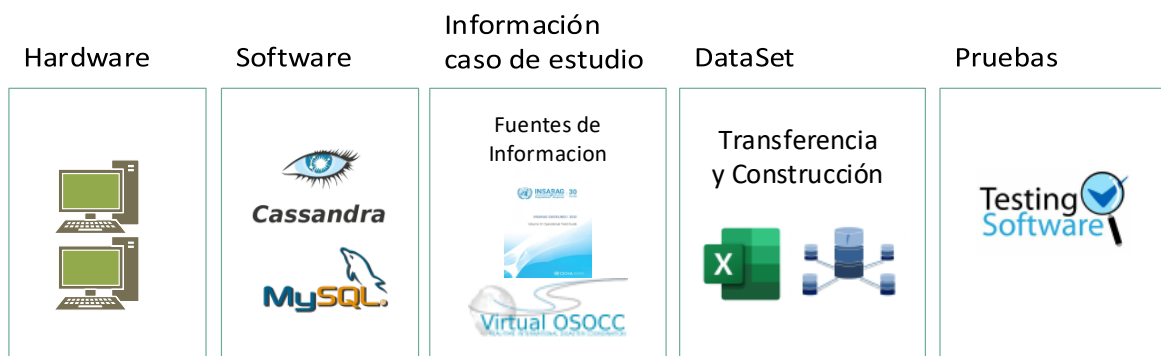 Hardware
Software
Información
caso de estudio
DataSet
Pruebas
Cassandra
MySQL
Fuentes de
Informacion
INSARAG 30
Virtual OSOCC
Transferencia
y Construcción
X
Testing
Software